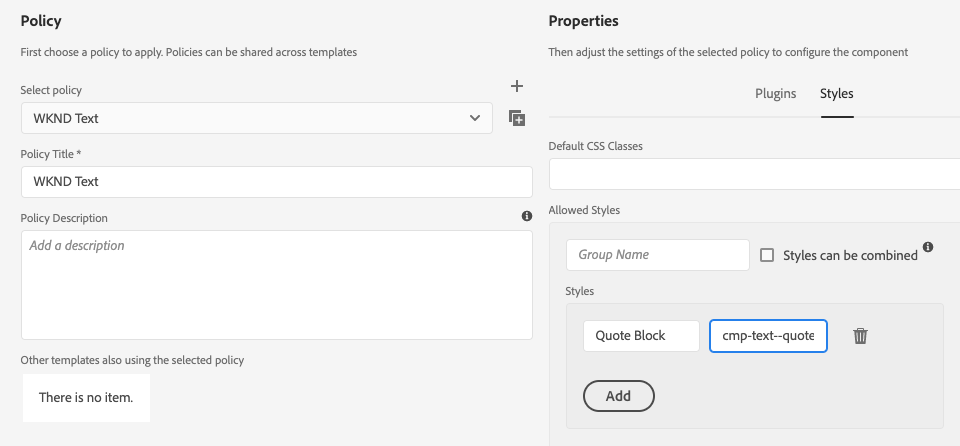 Policy
First choose a policy to apply. Policies can be shared across templates
Select policy
WKND Text
Policy Title *
WKND Text
Policy Description
Add a description
Other templates also using the selected policy
There is no item.
Properties
Then adjust the settings of the selected policy to configure the component
Plugins Styles
Default CSS Classes
Allowed Styles
Group Name
Styles can be combined
Styles
Quote Block cmp-text--quote
Add